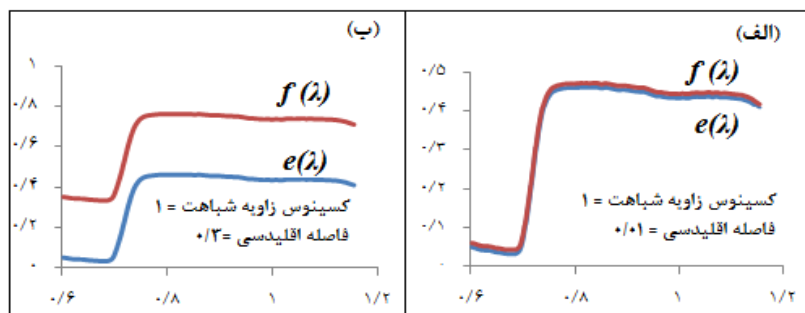 (الف)
۰/۵
۰/۴
۰/۳
۰/۲
۰/۱
۰
f (λ)
e(λ)
کسینوس زاویه شباهت = ۱
فاصله اقلیدسی = ۰/۰۱
۰/۶ ۰/۸ ۱ ۱/۲
(ب)
۱
۰/۸
۰/۶
۰/۴
۰/۲
۰
f (λ)
e(λ)
کسینوس زاویه شباهت = ۱
فاصله اقلیدسی = ۰/۳
۰/۶ ۰/۸ ۱ ۱/۲